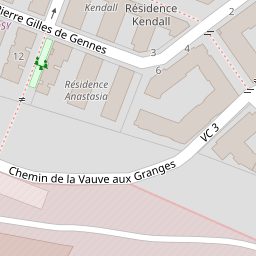 Kendall
Résidence
Kendall
2
Pierre Gilles de Gennes
3
4
12
6
Résidence
Anastasia
VC 3
Chemin de la Vauve aux Granges